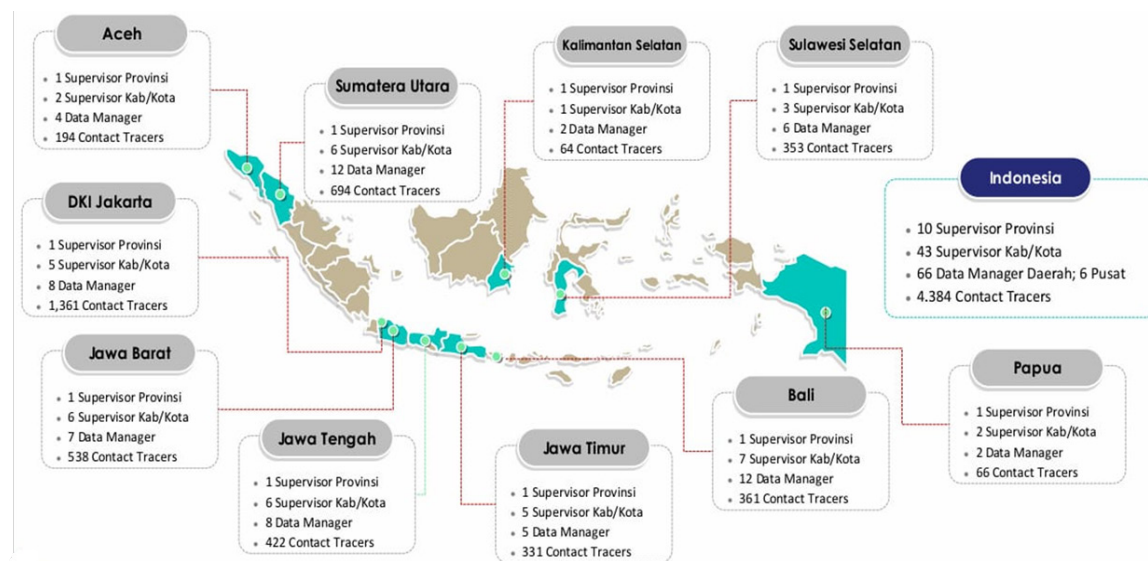 Aceh
1 Supervisor Provinsi
2 Supervisor Kab/Kota
4 Data Manager
194 Contact Tracers
Sumatera Utara
1 Supervisor Provinsi
6 Supervisor Kab/Kota
12 Data Manager
694 Contact Tracers
Kalimantan Selatan
1 Supervisor Provinsi
1 Supervisor Kab/Kota
2 Data Manager
64 Contact Tracers
Sulawesi Selatan
1 Supervisor Provinsi
3 Supervisor Kab/Kota
6 Data Manager
353 Contact Tracers
Indonesia
10 Supervisor Provinsi
43 Supervisor Kab/Kota
66 Data Manager Daerah; 6 Pusat
4.384 Contact Tracers
DKI Jakarta
1 Supervisor Provinsi
5 Supervisor Kab/Kota
8 Data Manager
1,361 Contact Tracers
Jawa Barat
1 Supervisor Provinsi
6 Supervisor Kab/Kota
7 Data Manager
538 Contact Tracers
Jawa Tengah
1 Supervisor Provinsi
6 Supervisor Kab/Kota
8 Data Manager
422 Contact Tracers
Jawa Timur
1 Supervisor Provinsi
5 Supervisor Kab/Kota
5 Data Manager
331 Contact Tracers
Bali
1 Supervisor Provinsi
7 Supervisor Kab/Kota
12 Data Manager
361 Contact Tracers
Papua
1 Supervisor Provinsi
2 Supervisor Kab/Kota
2 Data Manager
66 Contact Tracers